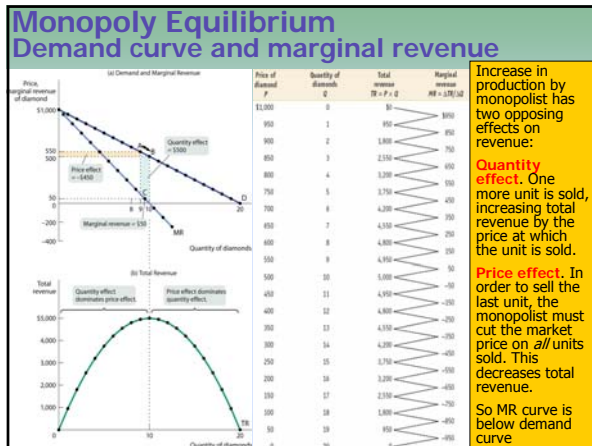 Monopoly Equilibrium
Demand curve and marginal revenue
(a) Demand and Marginal Revenue
Price,
marginal revenue
of diamond
$1,000
550
500
50
0
−200
−400
A
B
C
D
MR
Quantity effect
= $500
Price effect
= −$450
Marginal revenue = $50
8 9 10
20
Quantity of diamonds
(b) Total Revenue
Total
revenue
Quantity effect
dominates price effect.
Price effect dominates
quantity effect.
$5,000
4,000
3,000
2,000
1,000
0
10
20
TR
Quantity of diamonds
Price of diamond P Quantity of diamonds Q Total revenue TR = P x Q Marginal revenue MR = ΔTR/ΔQ
$1,000 0 $0
$950
950 1 950
850
900 2 1,800
750
850 3 2,550
650
800 4 3,200
550
750 5 3,750
450
700 6 4,200
350
650 7 4,550
250
600 8 4,800
150
550 9 4,950
50
500 10 5,000
−50
450 11 4,950
−150
400 12 4,800
−250
350 13 4,550
−350
300 14 4,200
−450
250 15 3,750
−550
200 16 3,200
−650
150 17 2,550
−750
100 18 1,800
−850
50 19 950
−950
Increase in
production by
monopolist has
two opposing
effects on
revenue:
Quantity
effect. One
more unit is sold,
increasing total
revenue by the
price at which
the unit is sold.
Price effect. In
order to sell the
last unit, the
monopolist must
cut the market
price on all units
sold. This
decreases total
revenue.
So MR curve is
below demand
curve